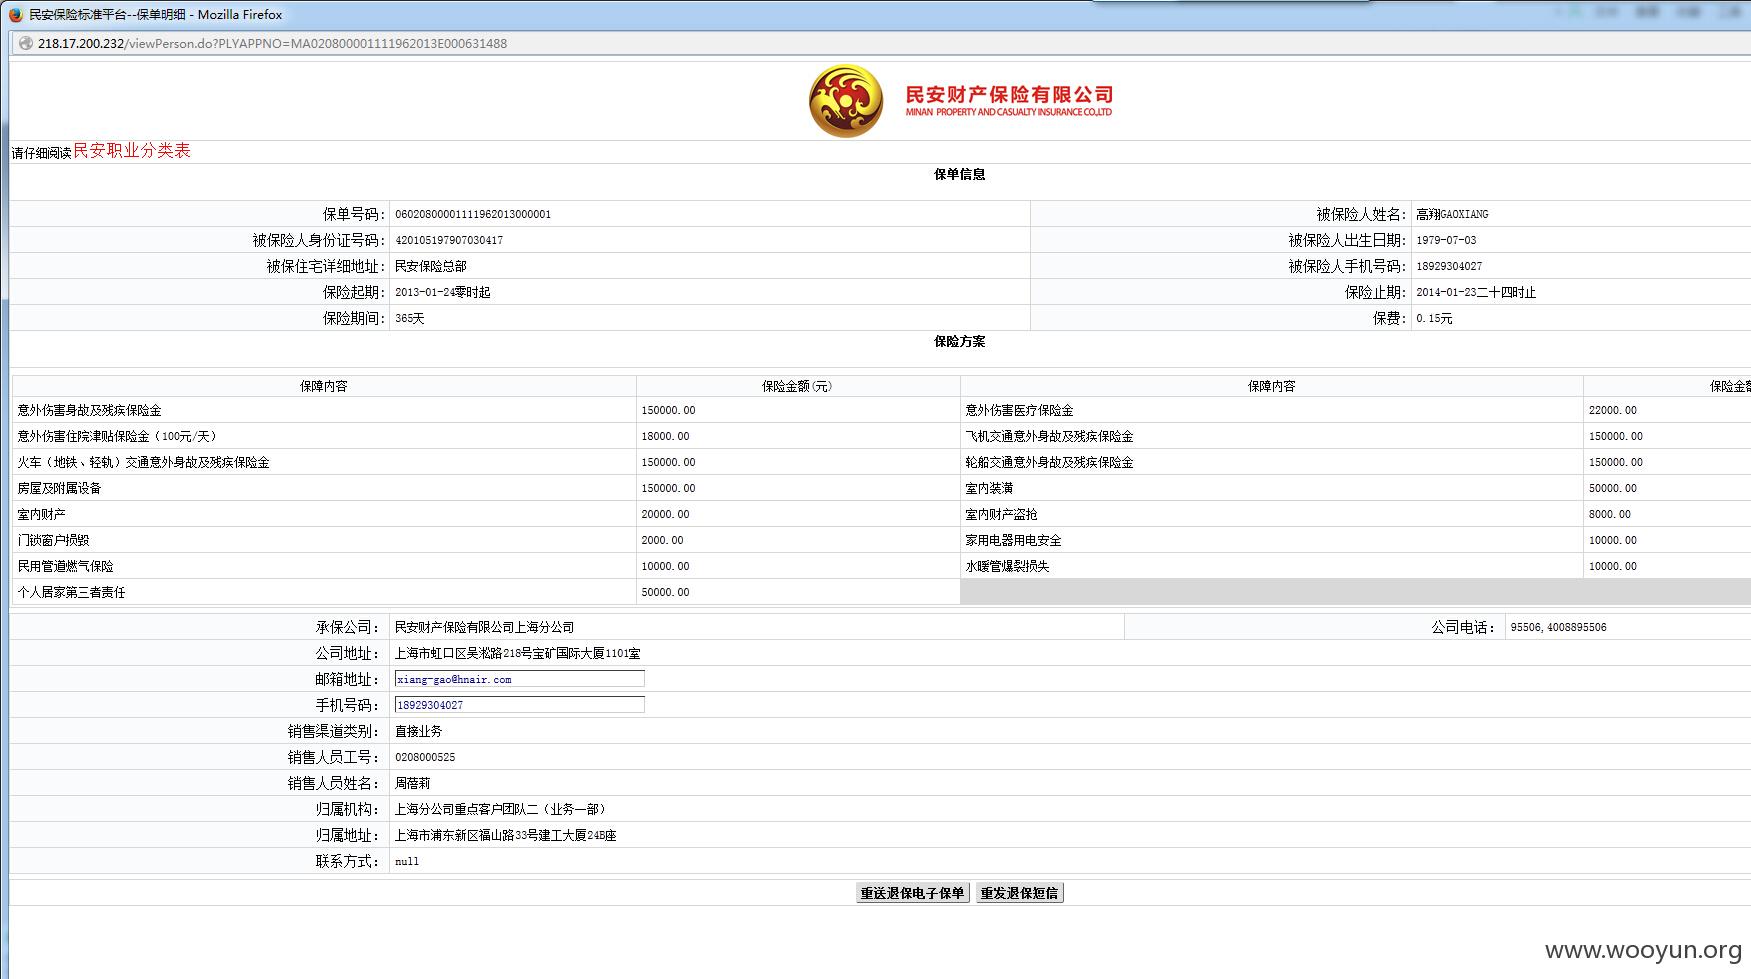 民安保险标准平台--保单明细 - Mozilla Firefox
218.17.200.232/viewPerson.do?PLYAPPNO=MA020800001111962013E000631488
民安财产保险有限公司
MINAN PROPERTY AND CASUALTY INSURANCE CO.,LTD
请仔细阅读民安职业分类表
保单信息
保单号码: 06020800001111962013000001 被保险人姓名: 高翔GAOXIANG
被保险人身份证号码: 420105197907030417 被保险人出生日期: 1979-07-03
被保住宅详细地址: 民安保险总部 被保险人手机号码: 18929304027
保险起期: 2013-01-24零时起 保险止期: 2014-01-23二十四时止
保险期间: 365天 保费: 0.15元
保险方案
保障内容 保险金额(元) 保障内容 保险金额
意外伤害身故及残疾保险金 150000.00 意外伤害医疗保险金 22000.00
意外伤害住院津贴保险金（100元/天） 18000.00 飞机交通意外身故及残疾保险金 150000.00
火车（地铁、轻轨）交通意外身故及残疾保险金 150000.00 轮船交通意外身故及残疾保险金 150000.00
房屋及附属设备 150000.00 室内装潢 50000.00
室内财产 20000.00 室内财产盗抢 8000.00
门锁窗户损毁 2000.00 家用电器用电安全 10000.00
民用管道燃气保险 10000.00 水暖管爆裂损失 10000.00
个人居家第三者责任 50000.00
承保公司: 民安财产保险有限公司上海分公司 公司电话: 95506,4008895506
公司地址: 上海市虹口区吴淞路218号宝矿国际大厦1101室
邮箱地址: xiang-gao@hnair.com
手机号码: 18929304027
销售渠道类别: 直接业务
销售人员工号: 0208000525
销售人员姓名: 周蓓莉
归属机构: 上海分公司重点客户团队二（业务一部）
归属地址: 上海市浦东新区福山路33号建工大厦24B座
联系方式: null
重送退保电子保单 重发退保短信
www.wooyun.org